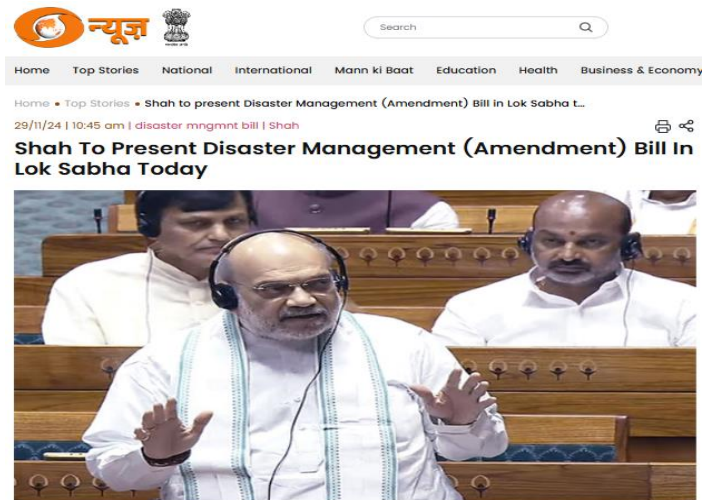 न्यूज़
Search
Home Top Stories National International Mann ki Baat Education Health Business & Economy
Home • Top Stories • Shah to present Disaster Management (Amendment) Bill in Lok Sabha t...
29/11/24 | 10:45 am | disaster mngmnt bill | Shah
Shah To Present Disaster Management (Amendment) Bill In
Lok Sabha Today